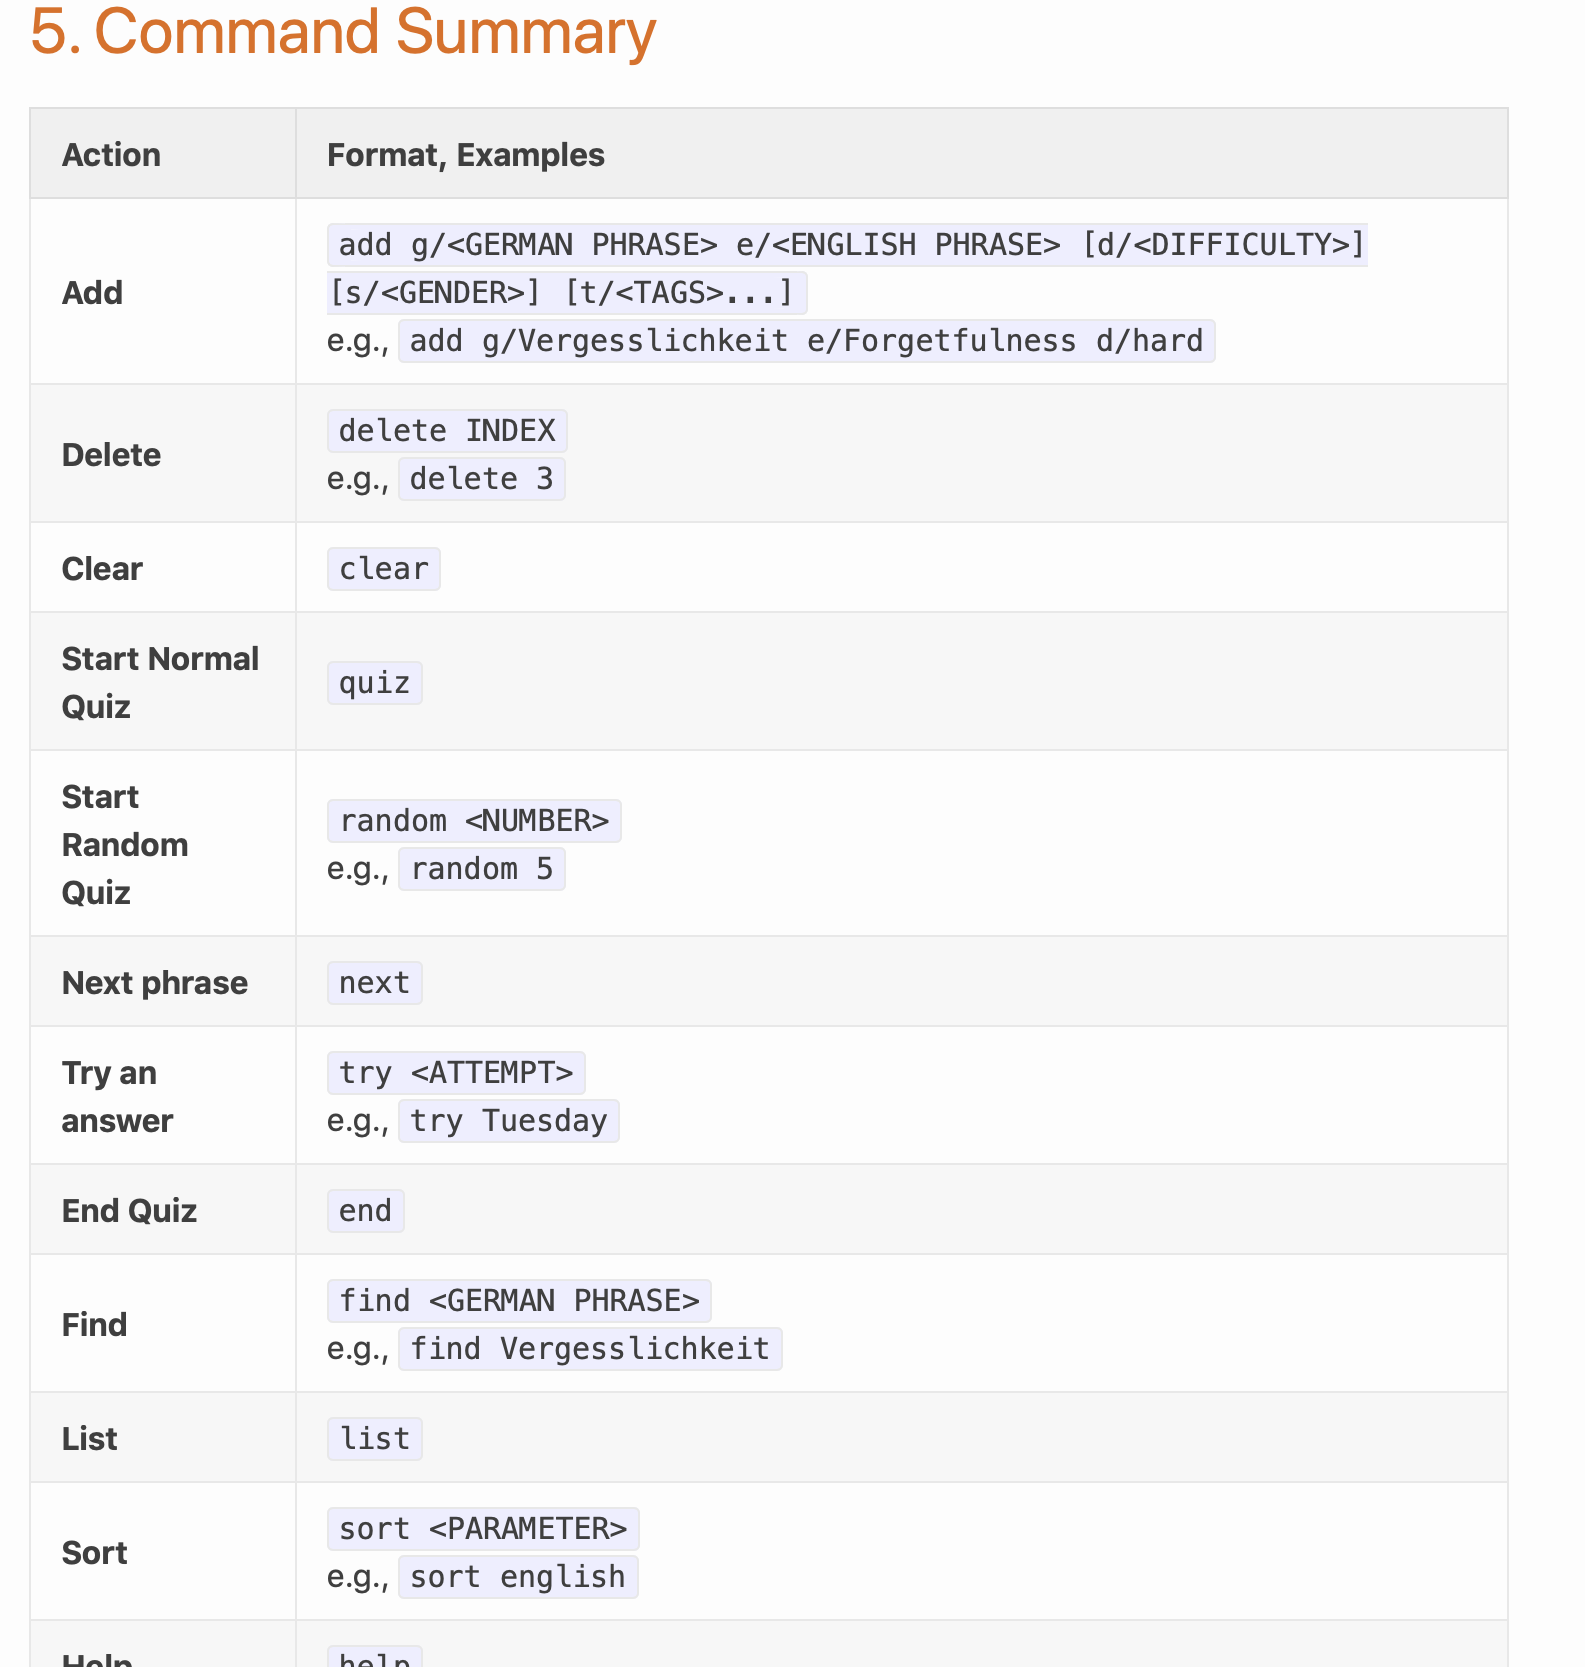 5. Command Summary
Action
Format, Examples
Add
add g/<GERMAN PHRASE> e/<ENGLISH PHRASE> [d/<DIFFICULTY>]
[s/<GENDER>] [t/<TAGS>...]
e.g., add g/Vergesslichkeit e/Forgetfulness d/hard
Delete
delete INDEX
e.g., delete 3
Clear
clear
Start Normal
Quiz
quiz
Start
Random
Quiz
random <NUMBER>
e.g., random 5
Next phrase
next
Try an
answer
try <ATTEMPT>
e.g., try Tuesday
End Quiz
end
Find
find <GERMAN PHRASE>
e.g., find Vergesslichkeit
List
list
Sort
sort <PARAMETER>
e.g., sort english
Help
help